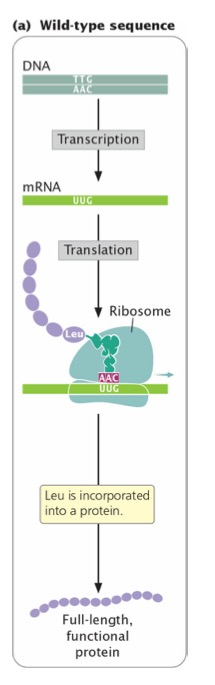 (a) Wild-type sequence
DNA
TTG
AAC
Transcription
mRNA
UUG
Translation
Ribosome
Leu
AAC
UUG
Leu is incorporated
into a protein.
Full-length,
functional
protein